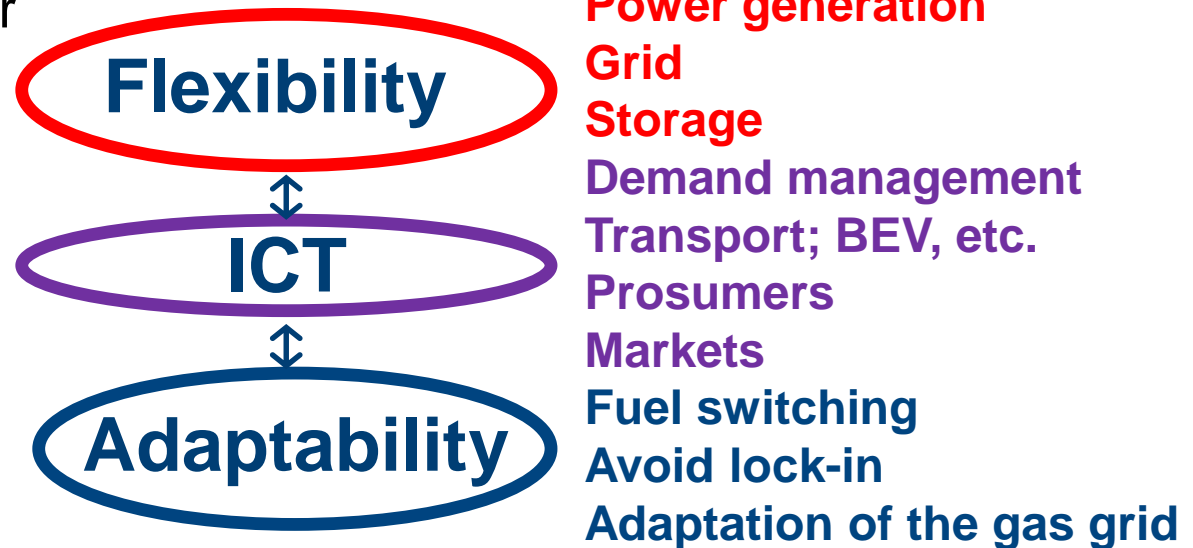 r
Flexibility
ICT
Adaptability
Power generation
Grid
Storage
Demand management
Transport; BEV, etc.
Prosumers
Markets
Fuel switching
Avoid lock-in
Adaptation of the gas grid